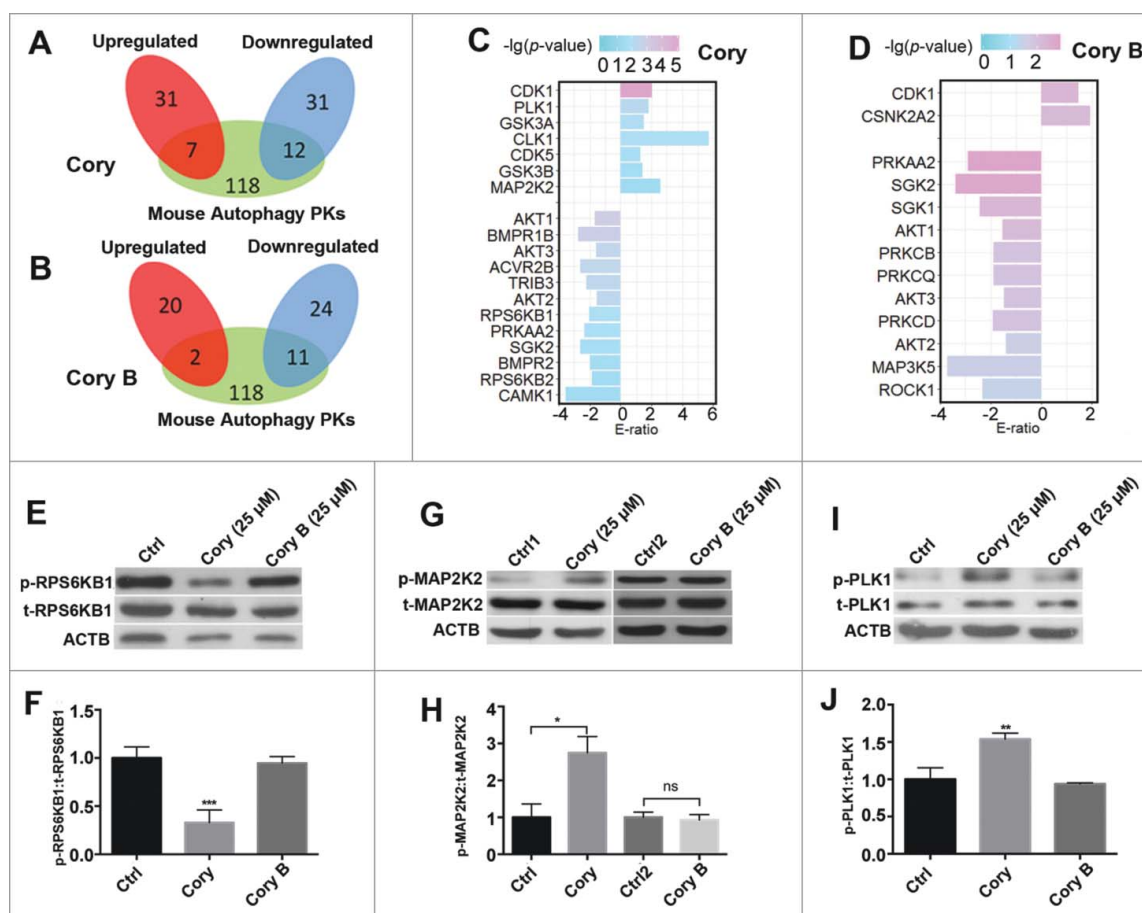 A
Upregulated
Downregulated
31
31
7
12
118
Cory
Mouse Autophagy PKs
B
Upregulated
Downregulated
20
24
2
11
118
Cory B
Mouse Autophagy PKs
C
-lg(p-value)
0 1 2 3 4 5
Cory
CDK1
PLK1
GSK3A
CLK1
CDK5
GSK3B
MAP2K2
AKT1
BMPR1B
AKT3
ACVR2B
TRIB3
AKT2
RPS6KB1
PRKAA2
SGK2
BMPR2
RPS6KB2
CAMK1
-4 -2 0 2 4 6
E-ratio
D
-lg(p-value)
0 1 2
Cory B
CDK1
CSNK2A2
PRKAA2
SGK2
SGK1
AKT1
PRKCB
PRKCQ
AKT3
PRKCD
AKT2
MAP3K5
ROCK1
-4 -2 0 2
E-ratio
E
Ctrl
Cory (25 µM)
Cory B (25 µM)
p-RPS6KB1
t-RPS6KB1
ACTB
G
Ctrl1
Cory (25 µM)
Ctrl2
Cory B (25 µM)
p-MAP2K2
t-MAP2K2
ACTB
I
Ctrl
Cory (25 µM)
Cory B (25 µM)
p-PLK1
t-PLK1
ACTB
F
p-RPS6KB1:t-RPS6KB1
1.5
1.0
0.5
0.0
***
Ctrl
Cory
Cory B
H
p-MAP2K2:t-MAP2K2
4
3
2
1
0
*
ns
Ctrl
Cory
Ctrl2
Cory B
J
p-PLK1:t-PLK1
2.0
1.5
1.0
0.5
0.0
**
Ctrl
Cory
Cory B